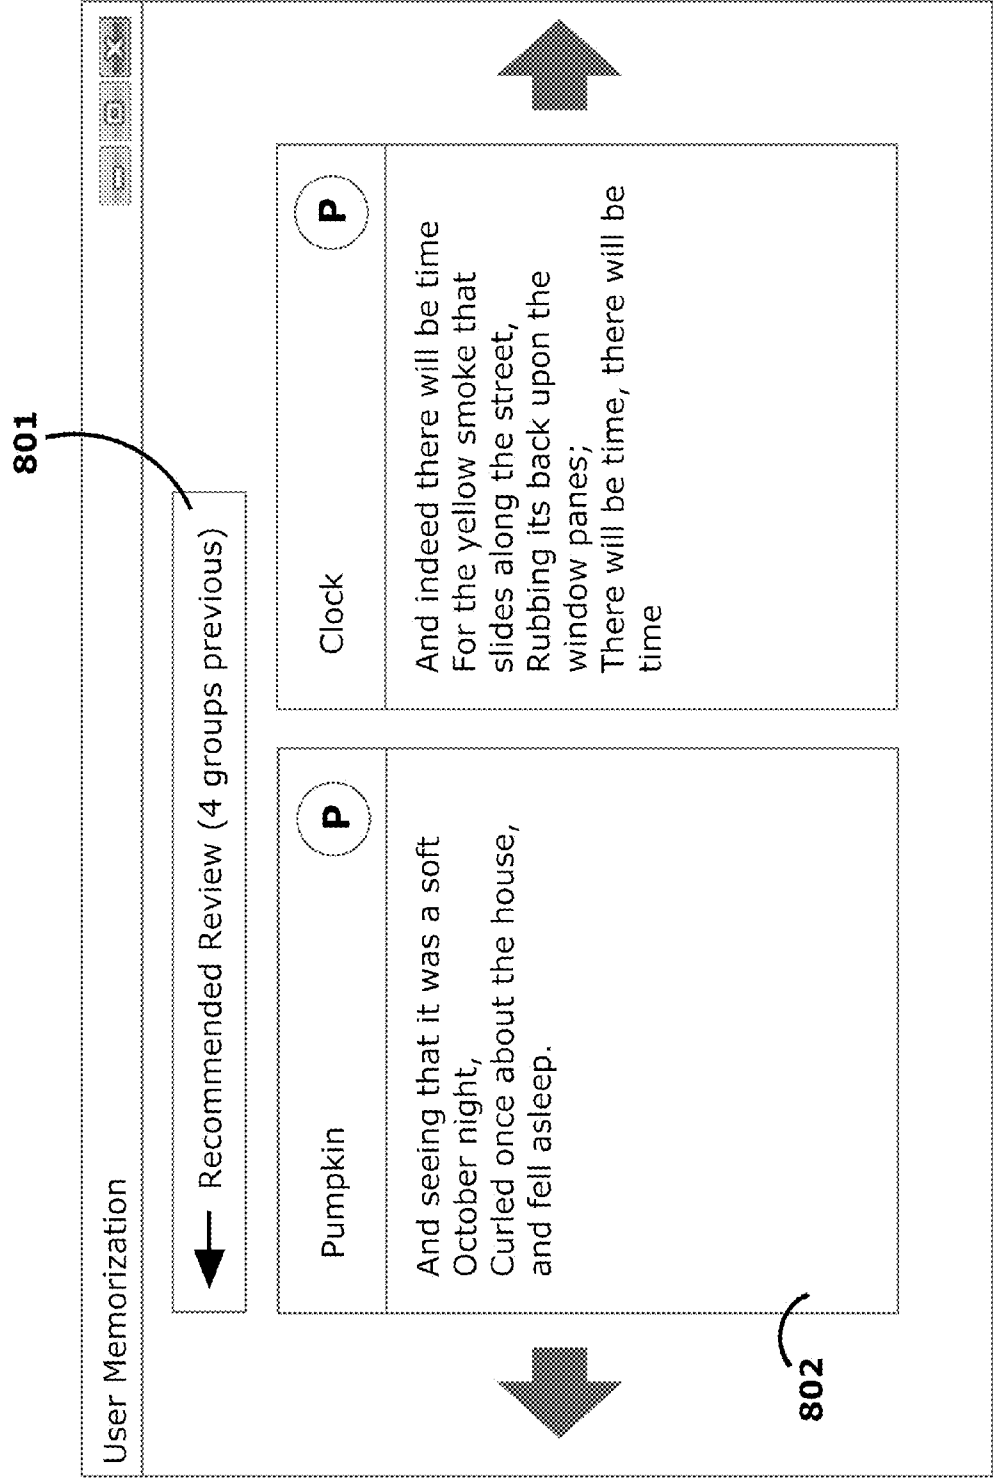 801
User Memorization
Recommended Review (4 groups previous)
Pumpkin
P
And seeing that it was a soft
October night,
Curled once about the house,
and fell asleep.
Clock
P
And indeed there will be time
For the yellow smoke that
slides along the street,
Rubbing its back upon the
window panes;
There will be time, there will be
time
802